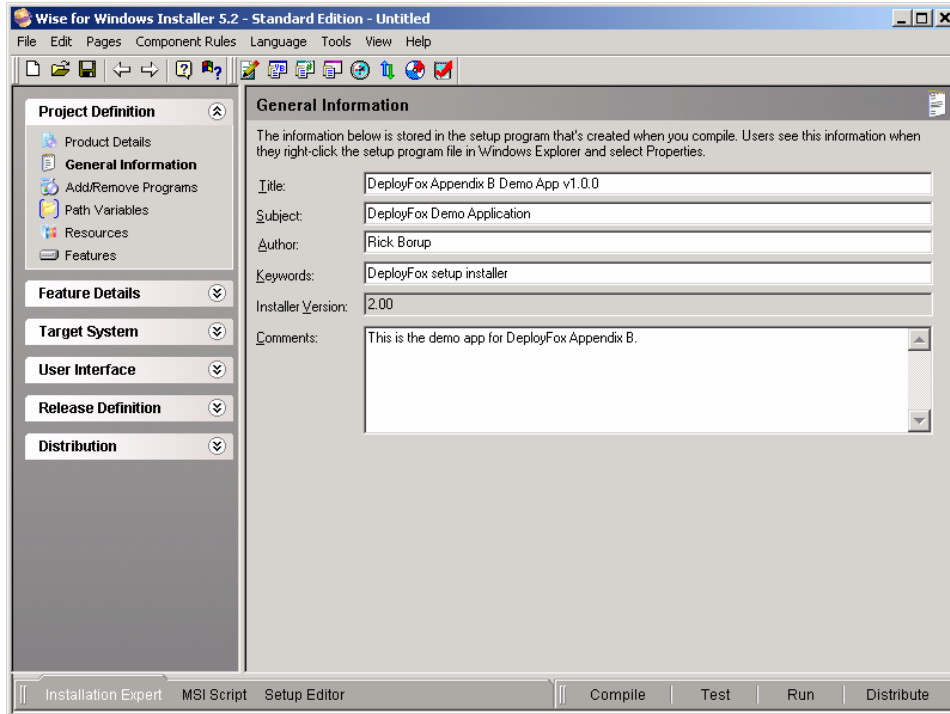 Wise for Windows Installer 5.2 - Standard Edition - Untitled
File Edit Pages Component Rules Language Tools View Help
Project Definition
Product Details
General Information
Add/Remove Programs
Path Variables
Resources
Features
Feature Details
Target System
User Interface
Release Definition
Distribution
General Information
The information below is stored in the setup program that's created when you compile. Users see this information when
they right-click the setup program file in Windows Explorer and select Properties.
Title: DeployFox Appendix B Demo App v1.0.0
Subject: DeployFox Demo Application
Author: Rick Borup
Keywords: DeployFox setup installer
Installer Version: 2.00
Comments: This is the demo app for DeployFox Appendix B.
Installation Expert MSI Script Setup Editor Compile Test Run Distribute